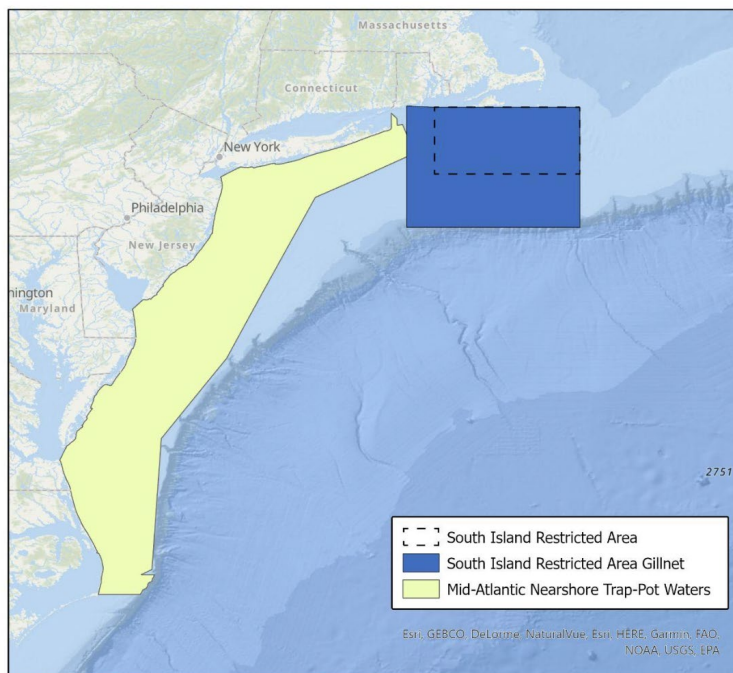 Massachusetts
Connecticut
New York
Philadelphia
New Jersey
nington
Maryland
2751
South Island Restricted Area
South Island Restricted Area Gillnet
Mid-Atlantic Nearshore Trap-Pot Waters
Esri, GEBCO, DeLorme, NaturalVue, Esri, HERE, Garmin, FAO,
NOAA, USGS, EPA